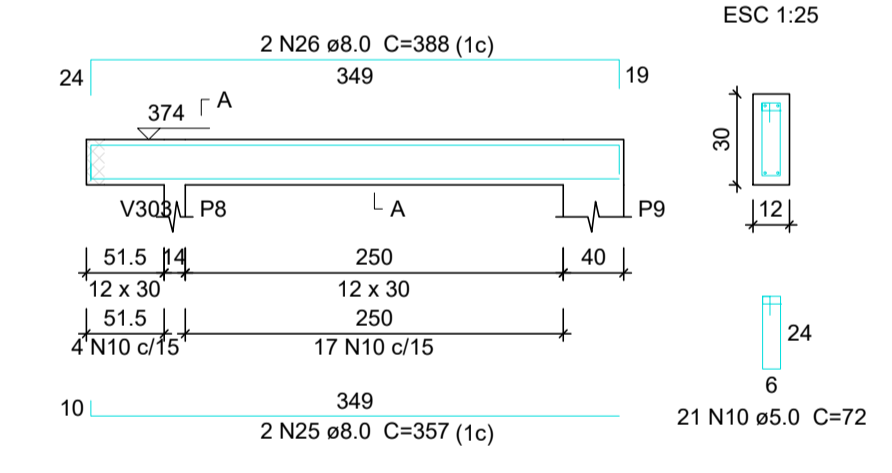 ESC 1:25
2 N26 ø8.0 C=388 (1c)
24
349
19
374
A
30
V303
P8
A
P9
12
51.5
14
250
40
12 x 30
12 x 30
51.5
250
4 N10 c/15
17 N10 c/15
24
6
10
349
2 N25 ø8.0 C=357 (1c)
21 N10 ø5.0 C=72